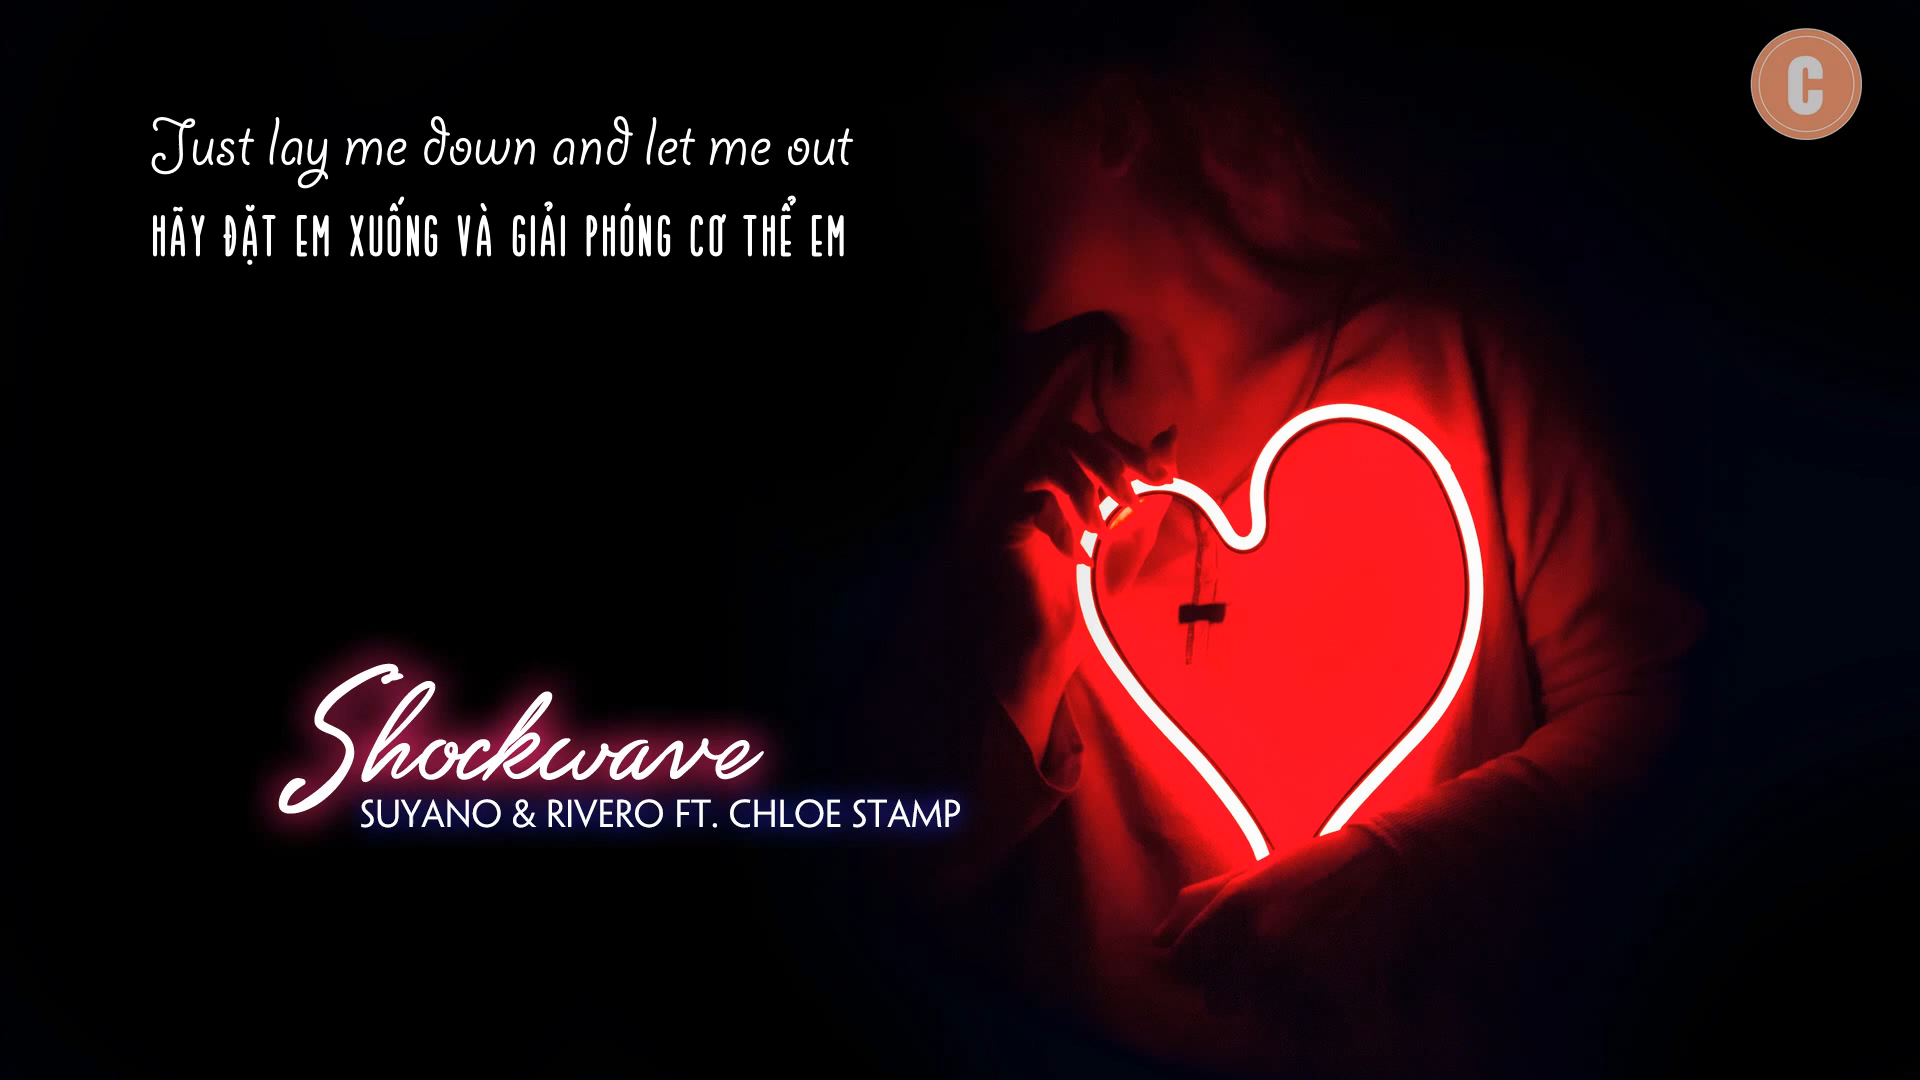 Just lay me down and let me out
HÃY ĐẶT EM XUỐNG VÀ GIẢI PHÓNG CƠ THỂ EM
Shockwave
SUYANO & RIVERO FT. CHLOE STAMP
C